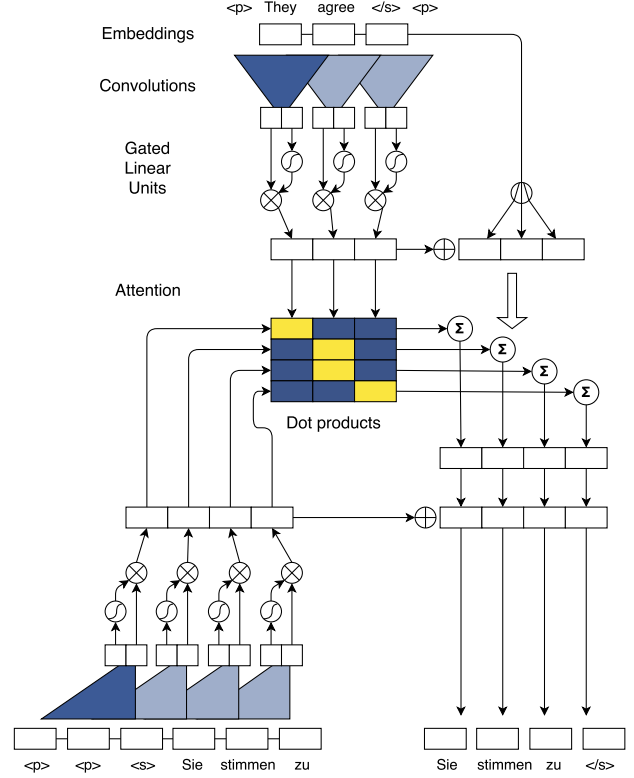 <p> They agree </s> <p>
Embeddings
Convolutions
Gated
Linear
Units
Attention
Σ
Σ
Σ
Σ
Dot products
<p> <p> <s> Sie stimmen zu
Sie stimmen zu </s>